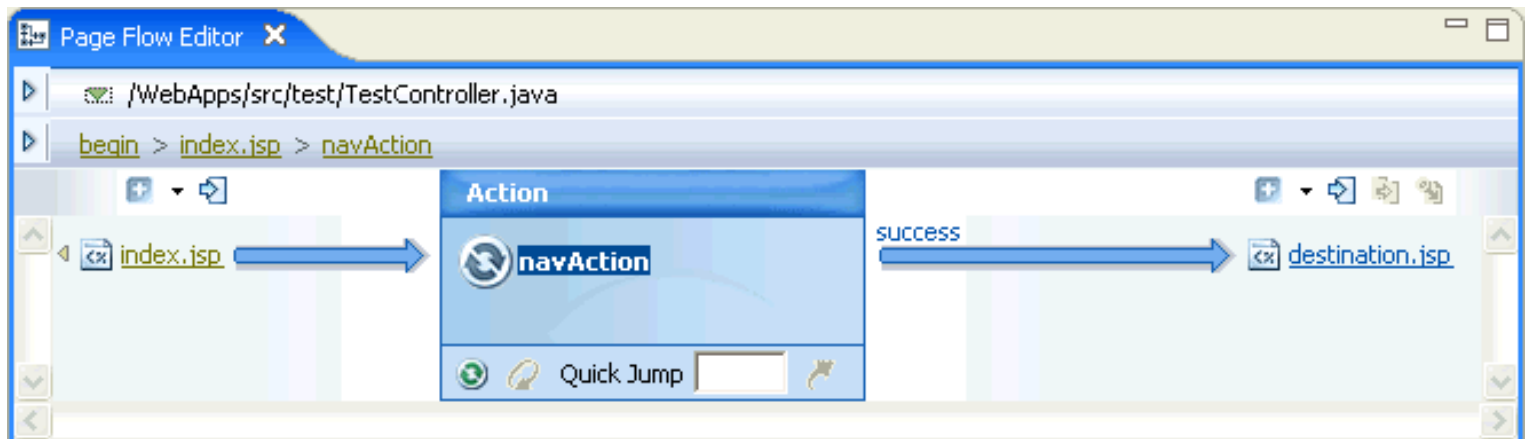 Page Flow Editor
/WebApps/src/test/TestController.java
begin > index.jsp > navAction
Action
index.jsp
navAction
success
destination.jsp
Quick Jump